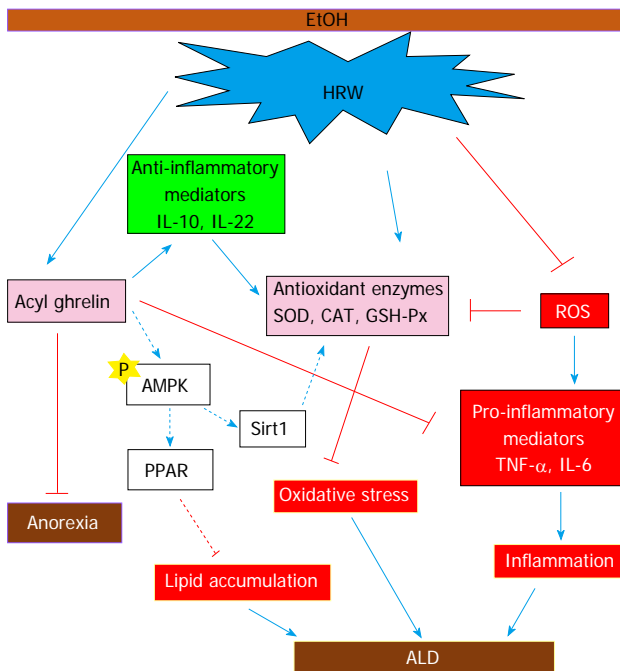 EtOH
HRW
Anti-inflammatory
mediators
IL-10, IL-22
Acyl ghrelin
Antioxidant enzymes
SOD, CAT, GSH-Px
ROS
P
AMPK
Sirt1
Pro-inflammatory
mediators
TNF-α, IL-6
PPAR
Oxidative stress
Anorexia
Inflammation
Lipid accumulation
ALD